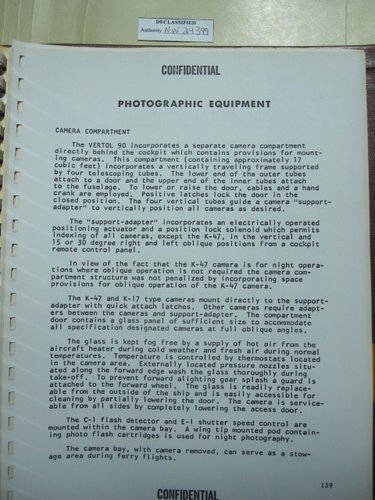 DECLASSIFIED
Authority NW 29399
CONFIDENTIAL
PHOTOGRAPHIC EQUIPMENT
CAMERA COMPARTMENT
The VERTOL 90 incorporates a separate camera compartment
directly behind the cockpit which contains provisions for mount-
ing cameras. This compartment (containing approximately 17
cubic feet) incorporates a vertically traveling frame supported
by four telescoping tubes. The lower end of the outer tubes
attach to a door and the upper end of the inner tubes attach
to the fuselage. To lower or raise the door, cables and a hand
crank are employed. Positive latches lock the door in the
closed position. The four vertical tubes guide a camera "support-
adapter" to vertically position all cameras as desired.
The "support-adapter" incorporates an electrically operated
positioning actuator and a position lock solenoid which permits
indexing of all cameras, except the K-47, in the vertical and
15 or 30 degree right and left oblique positions from a cockpit
remote control panel.
In view of the fact that the K-47 camera is for night opera-
tions where oblique operation is not required the camera com-
partment structure was not penalized by incorporating space
provisions for oblique operation of the K-47 camera.
The K-47 and K-17 type cameras mount directly to the support-
adapter with quick attach latches. Other cameras require adapt-
ers between the cameras and support-adapter. The compartment
door contains a glass panel of sufficient size to accommodate
all specification designated cameras at full oblique angles.
The glass is kept fog free by a supply of hot air from the
aircraft heater during cold weather and fresh air during normal
temperatures. Temperature is controlled by thermostats located
in the camera area. Externally located pressure nozzles situ-
ated along the forward edge wash the glass thoroughly during
take-off. To prevent forward alighting gear splash a guard is
attached to the forward wheel. The glass is readily replace-
able from the outside of the ship and is easily accessible for
cleaning by partially lowering the door. The camera is service-
able from all sides by completely lowering the access door.
The C-1 flash detector and E-1 shutter speed control are
mounted within the camera bay. A wing tip mounted pod contain-
ing photo flash cartridges is used for night photography.
The camera bay, with camera removed, can serve as a stow-
age area during ferry flights.
139
CONFIDENTIAL